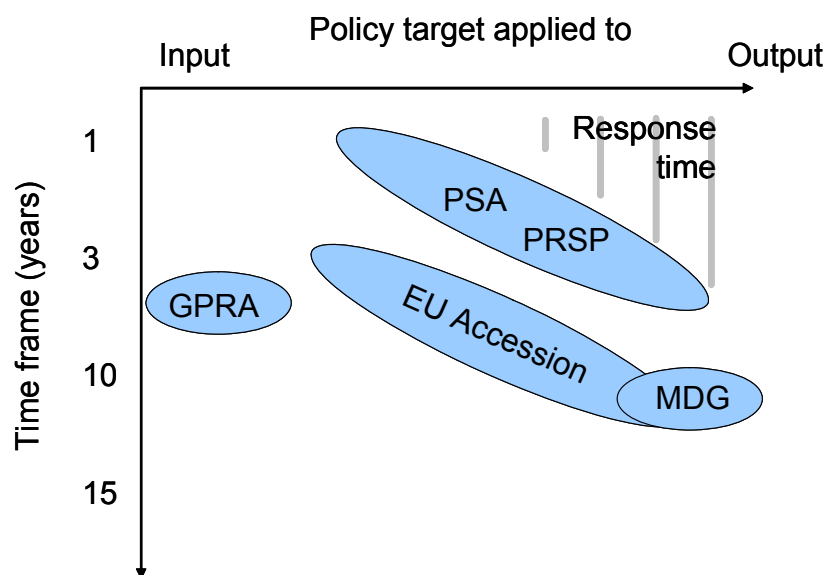 Policy target applied to
Input
Output
Response
time
1
3
10
15
Time frame (years)
PSA
PRSP
GPRA
EU Accession
MDG